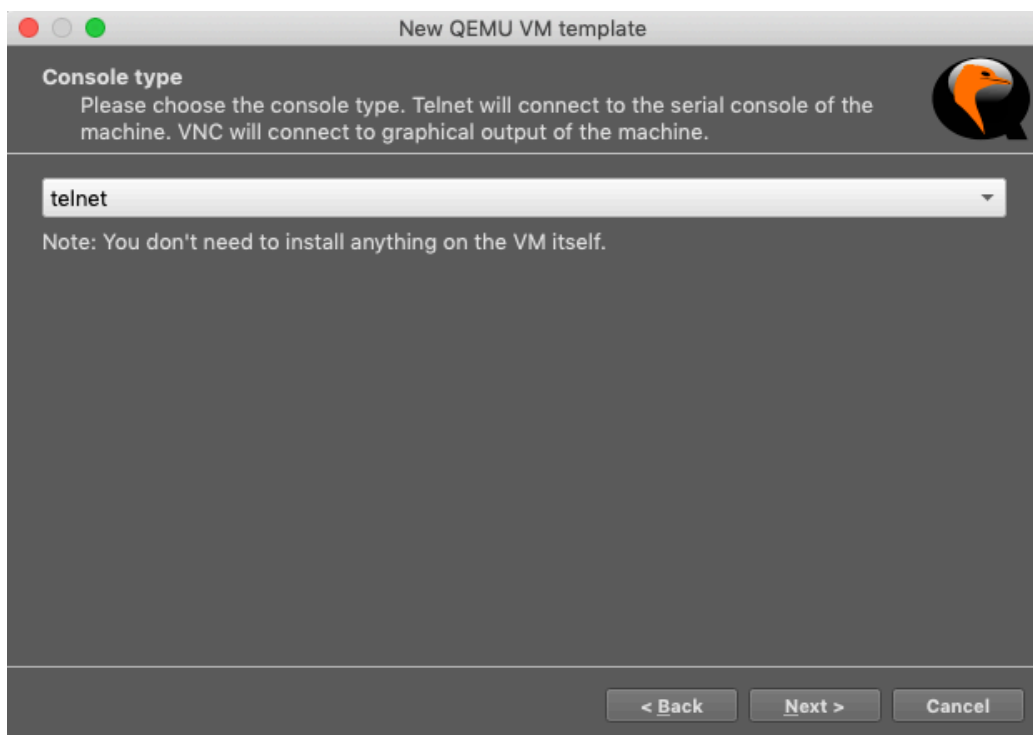 New QEMU VM template
Console type
Please choose the console type. Telnet will connect to the serial console of the
machine. VNC will connect to graphical output of the machine.
telnet
Note: You don't need to install anything on the VM itself.
< Back
Next >
Cancel